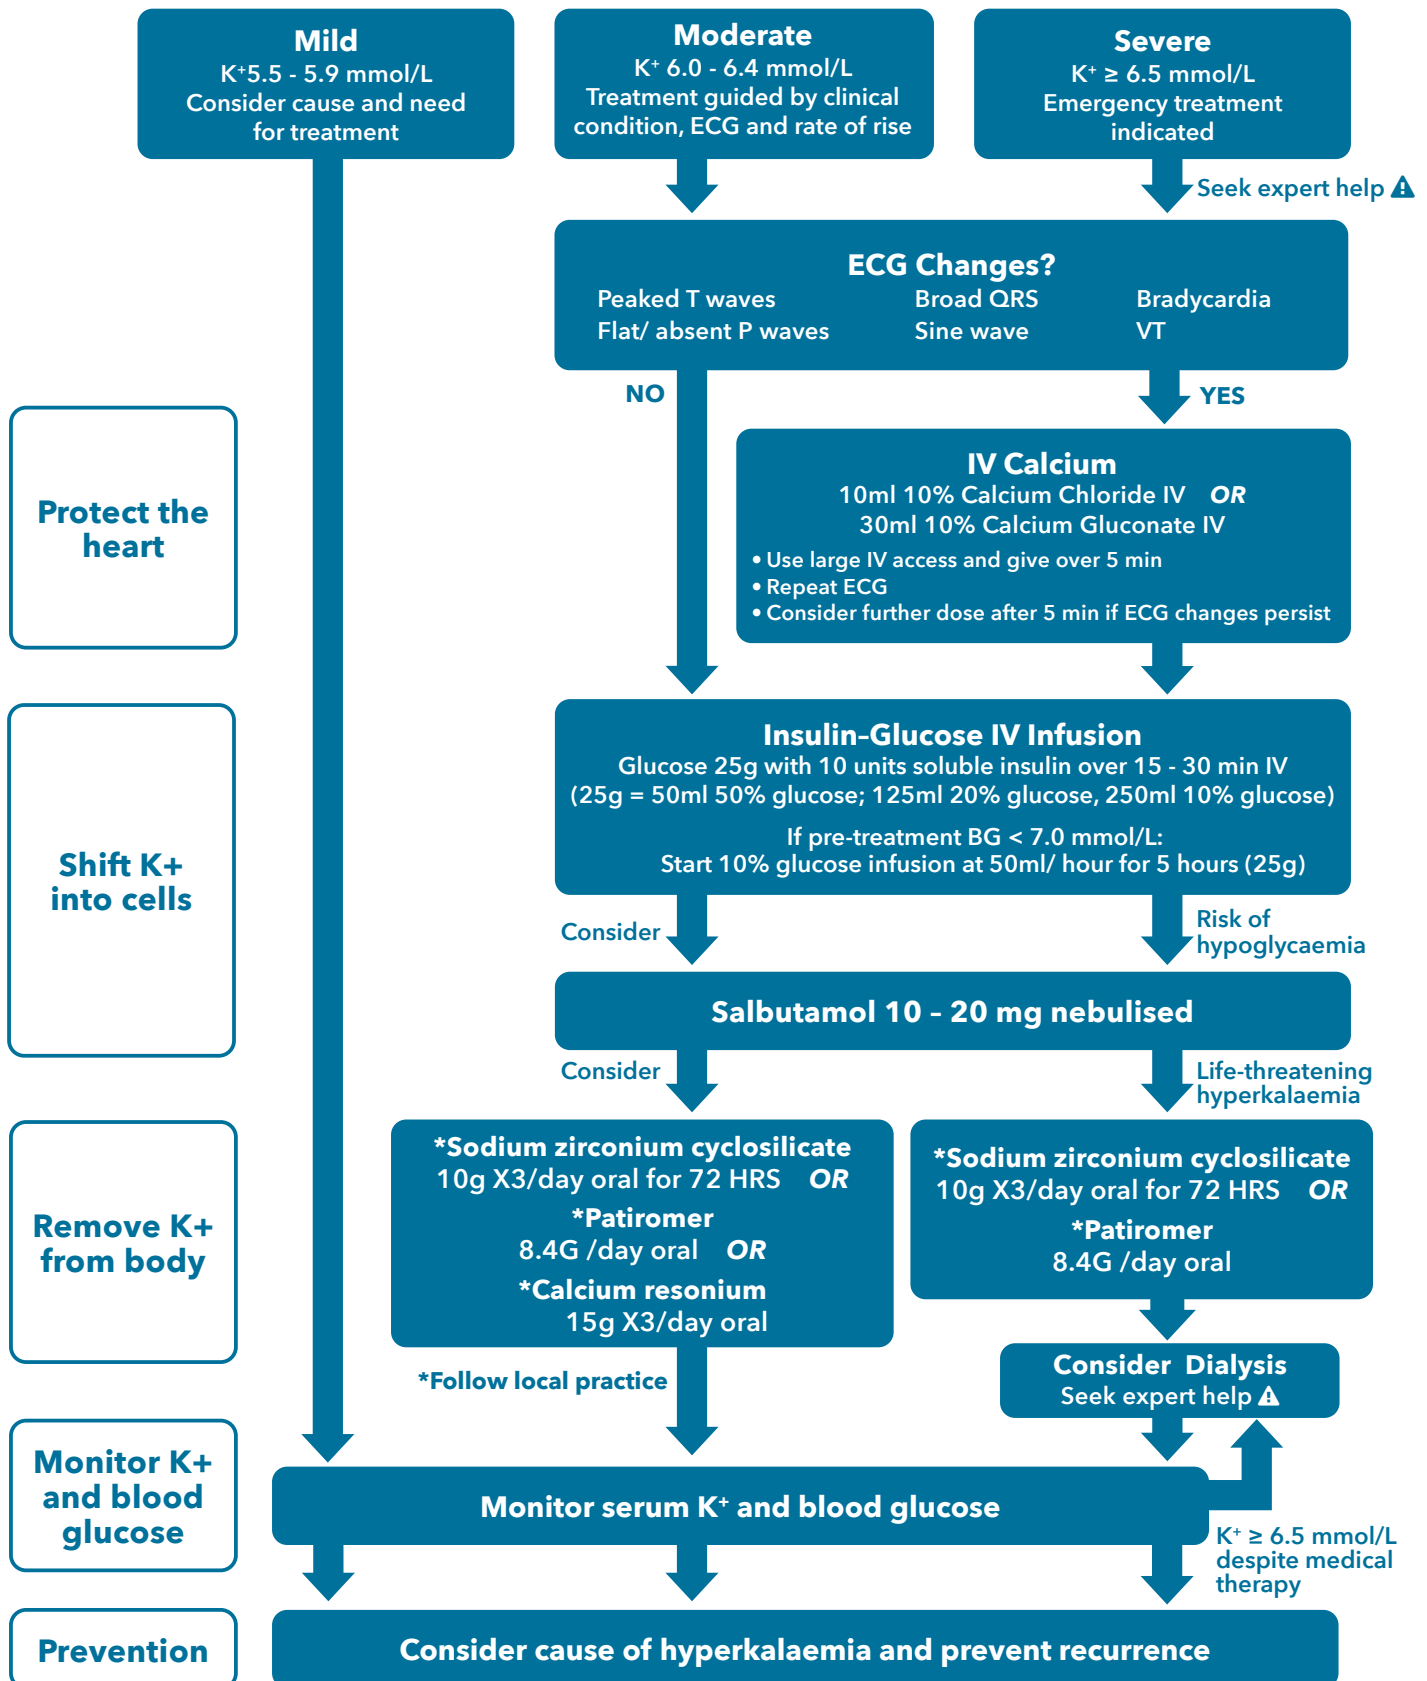 Mild
K⁺5.5 - 5.9 mmol/L
Consider cause and need
for treatment
Moderate
K⁺ 6.0 - 6.4 mmol/L
Treatment guided by clinical
condition, ECG and rate of rise
Severe
K⁺ ≥ 6.5 mmol/L
Emergency treatment
indicated
Seek expert help
ECG Changes?
Peaked T waves
Flat/ absent P waves
Broad QRS
Sine wave
Bradycardia
VT
NO
YES
Protect the
heart
IV Calcium
10ml 10% Calcium Chloride IV OR
30ml 10% Calcium Gluconate IV
• Use large IV access and give over 5 min
• Repeat ECG
• Consider further dose after 5 min if ECG changes persist
Shift K+
into cells
Insulin–Glucose IV Infusion
Glucose 25g with 10 units soluble insulin over 15 - 30 min IV
(25g = 50ml 50% glucose; 125ml 20% glucose, 250ml 10% glucose)
If pre-treatment BG < 7.0 mmol/L:
Start 10% glucose infusion at 50ml/ hour for 5 hours (25g)
Consider
Risk of
hypoglycaemia
Salbutamol 10 – 20 mg nebulised
Consider
Life-threatening
hyperkalaemia
Remove K+
from body
*Sodium zirconium cyclosilicate
10g X3/day oral for 72 HRS OR
*Patiromer
8.4G /day oral OR
*Calcium resonium
15g X3/day oral
*Sodium zirconium cyclosilicate
10g X3/day oral for 72 HRS OR
*Patiromer
8.4G /day oral
*Follow local practice
Consider Dialysis
Seek expert help
Monitor K+
and blood
glucose
Monitor serum K⁺ and blood glucose
K⁺ ≥ 6.5 mmol/L
despite medical
therapy
Prevention
Consider cause of hyperkalaemia and prevent recurrence